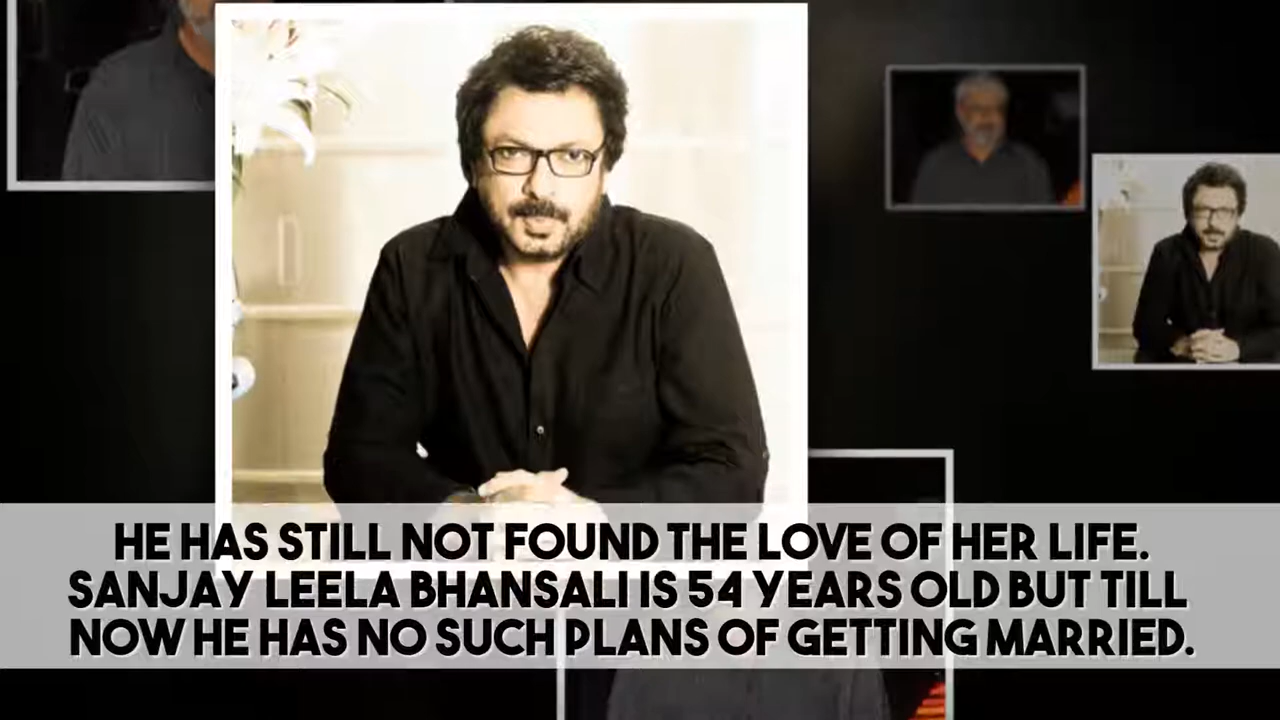 HE HAS STILL NOT FOUND THE LOVE OF HER LIFE.
SANJAY LEELA BHANSALI IS 54 YEARS OLD BUT TILL
NOW HE HAS NO SUCH PLANS OF GETTING MARRIED.